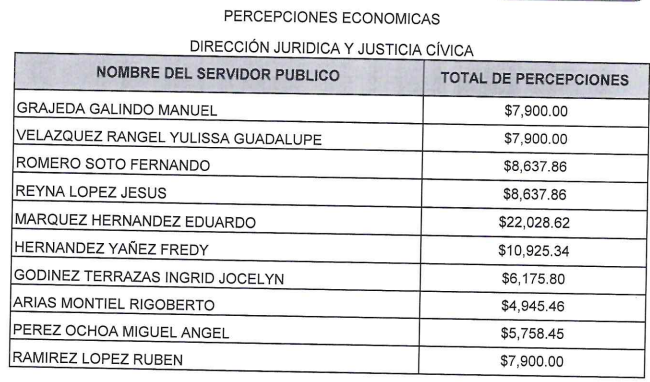 PERCEPCIONES ECONOMICAS
DIRECCIÓN JURIDICA Y JUSTICIA CÍVICA
NOMBRE DEL SERVIDOR PUBLICO TOTAL DE PERCEPCIONES
GRAJEDA GALINDO MANUEL $7,900.00
VELAZQUEZ RANGEL YULISSA GUADALUPE $7,900.00
ROMERO SOTO FERNANDO $8,637.86
REYNA LOPEZ JESUS $8,637.86
MARQUEZ HERNANDEZ EDUARDO $22,028.62
HERNANDEZ YAÑEZ FREDY $10,925.34
GODINEZ TERRAZAS INGRID JOCELYN $6,175.80
ARIAS MONTIEL RIGOBERTO $4,945.46
PEREZ OCHOA MIGUEL ANGEL $5,758.45
RAMIREZ LOPEZ RUBEN $7,900.00